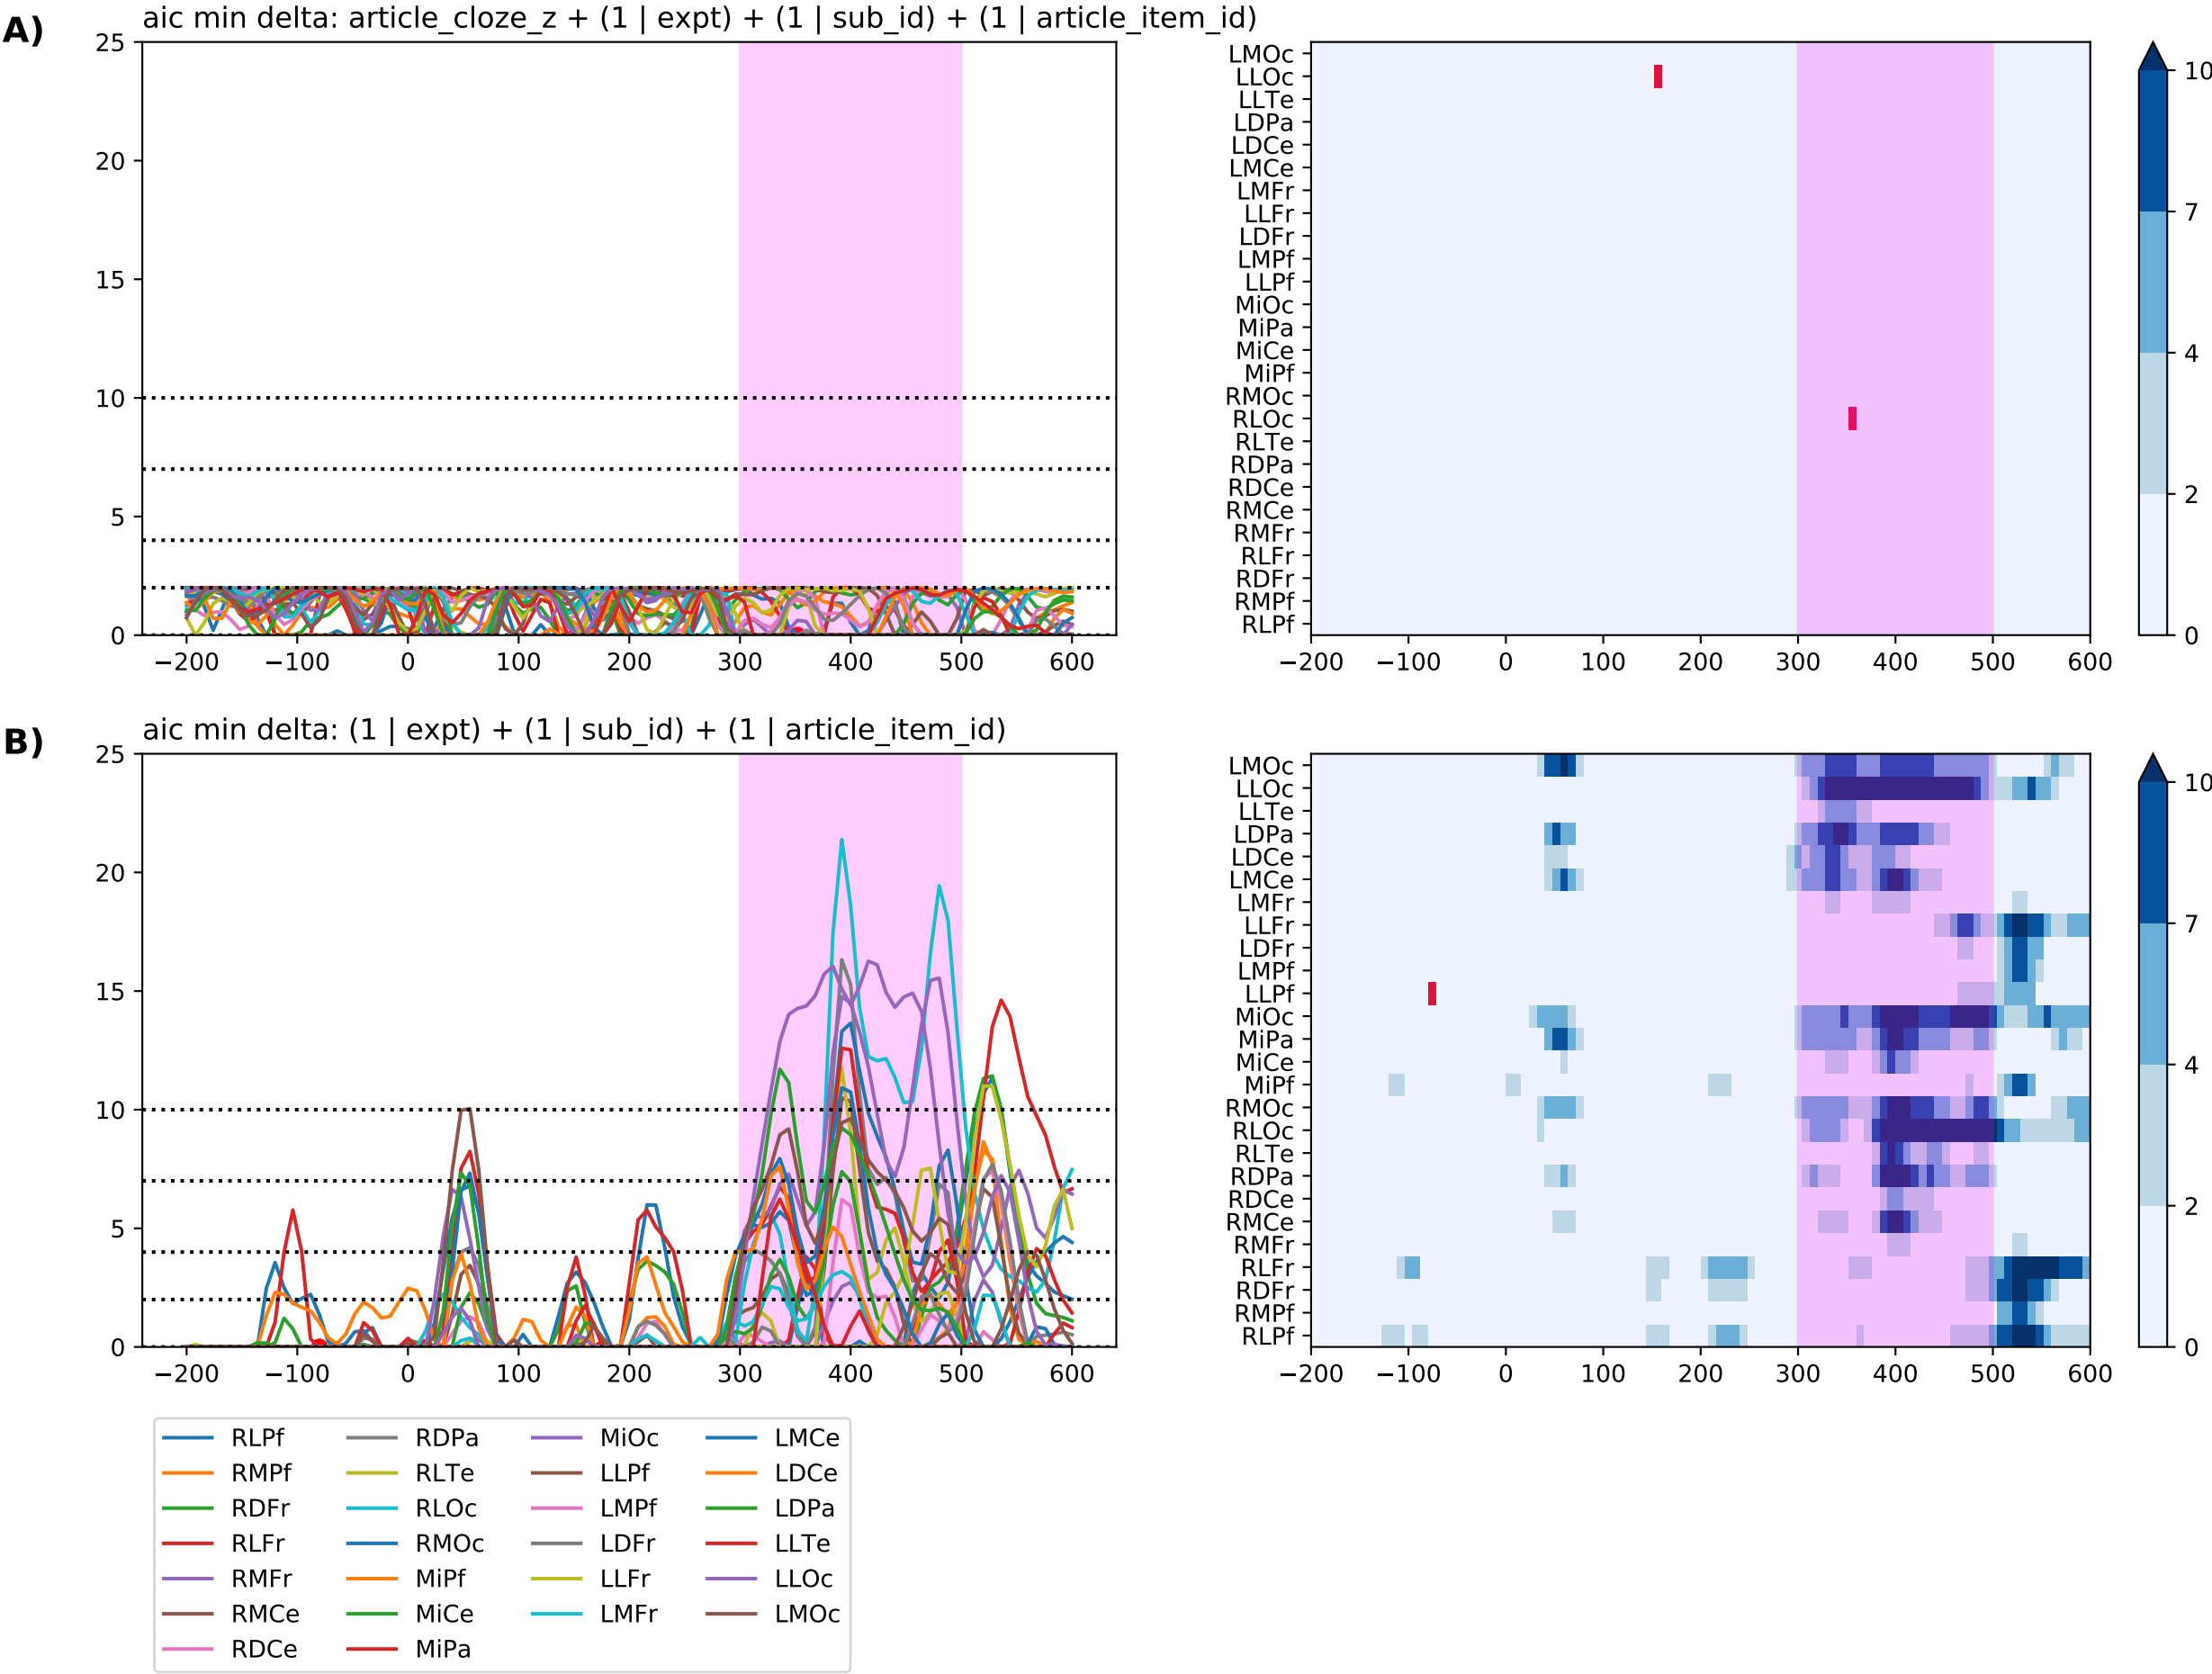 A)
aic min delta: article_cloze_z + (1 | expt) + (1 | sub_id) + (1 | article_item_id)
25
20
15
10
5
0
−200 −100 0 100 200 300 400 500 600
LMOc
LLOc
LLTe
LDPa
LDCe
LMCe
LMFr
LLFr
LDFr
LMPf
LLPf
MiOc
MiPa
MiCe
MiPf
RMOc
RLOc
RLTe
RDPa
RDCe
RMCe
RMFr
RLFr
RDFr
RMPf
RLPf
−200 −100 0 100 200 300 400 500 600
10
7
4
2
0
B)
aic min delta: (1 | expt) + (1 | sub_id) + (1 | article_item_id)
25
20
15
10
5
0
−200 −100 0 100 200 300 400 500 600
LMOc
LLOc
LLTe
LDPa
LDCe
LMCe
LMFr
LLFr
LDFr
LMPf
LLPf
MiOc
MiPa
MiCe
MiPf
RMOc
RLOc
RLTe
RDPa
RDCe
RMCe
RMFr
RLFr
RDFr
RMPf
RLPf
−200 −100 0 100 200 300 400 500 600
10
7
4
2
0
RLPf RDPa MiOc LMCe
RMPf RLTe LLPf LDCe
RDFr RLOc LMPf LDPa
RLFr RMOc LDFr LLTe
RMFr MiPf LLFr LLOc
RMCe MiCe LMFr LMOc
RDCe MiPa